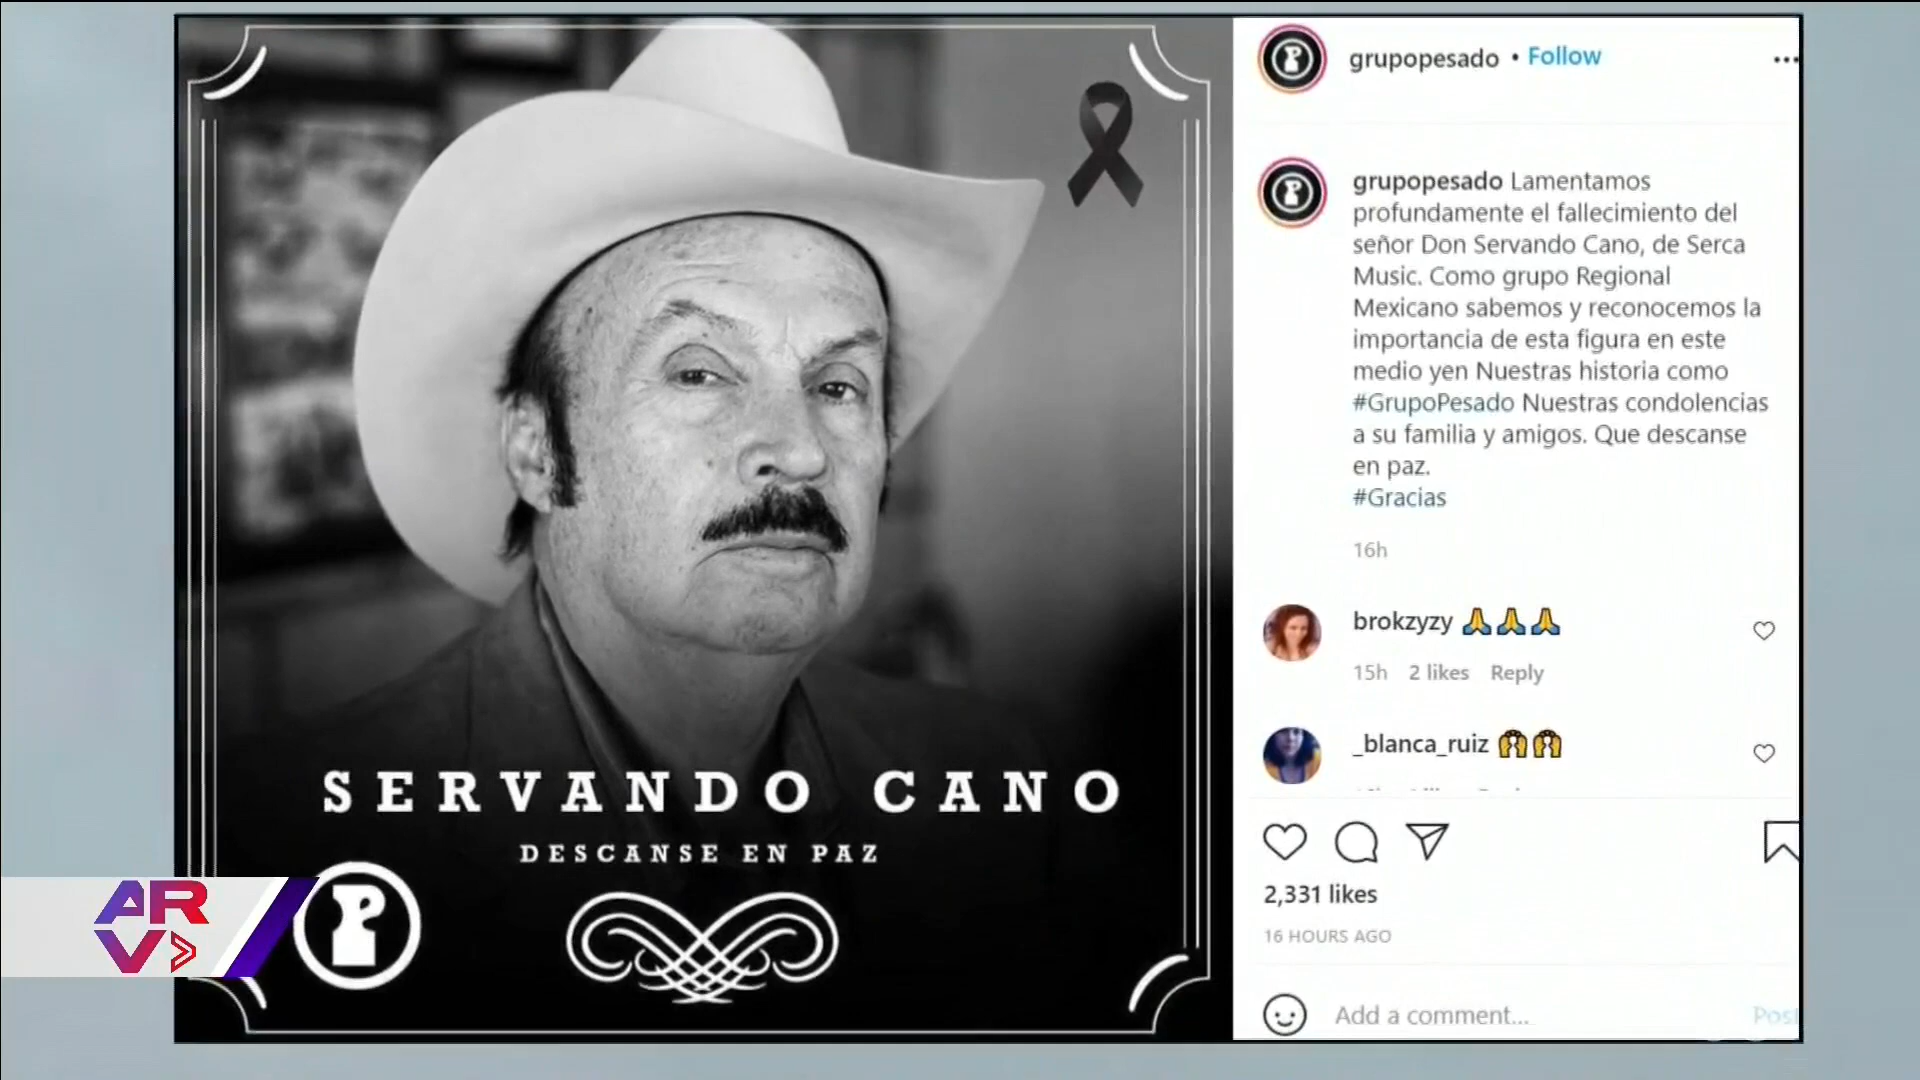 grupopesado • Follow
grupopesado Lamentamos
profundamente el fallecimiento del
señor Don Servando Cano, de Serca
Music. Como grupo Regional
Mexicano sabemos y reconocemos la
importancia de esta figura en este
medio yen Nuestras historia como
#GrupoPesado Nuestras condolencias
a su familia y amigos. Que descanse
en paz.
#Gracias
16h
brokzyzy 🙏🙏🙏
15h 2 likes Reply
_blanca_ruiz 🙌🙌
2,331 likes
16 HOURS AGO
Add a comment...
Post
SERVANDO CANO
DESCANSE EN PAZ
P
ARV